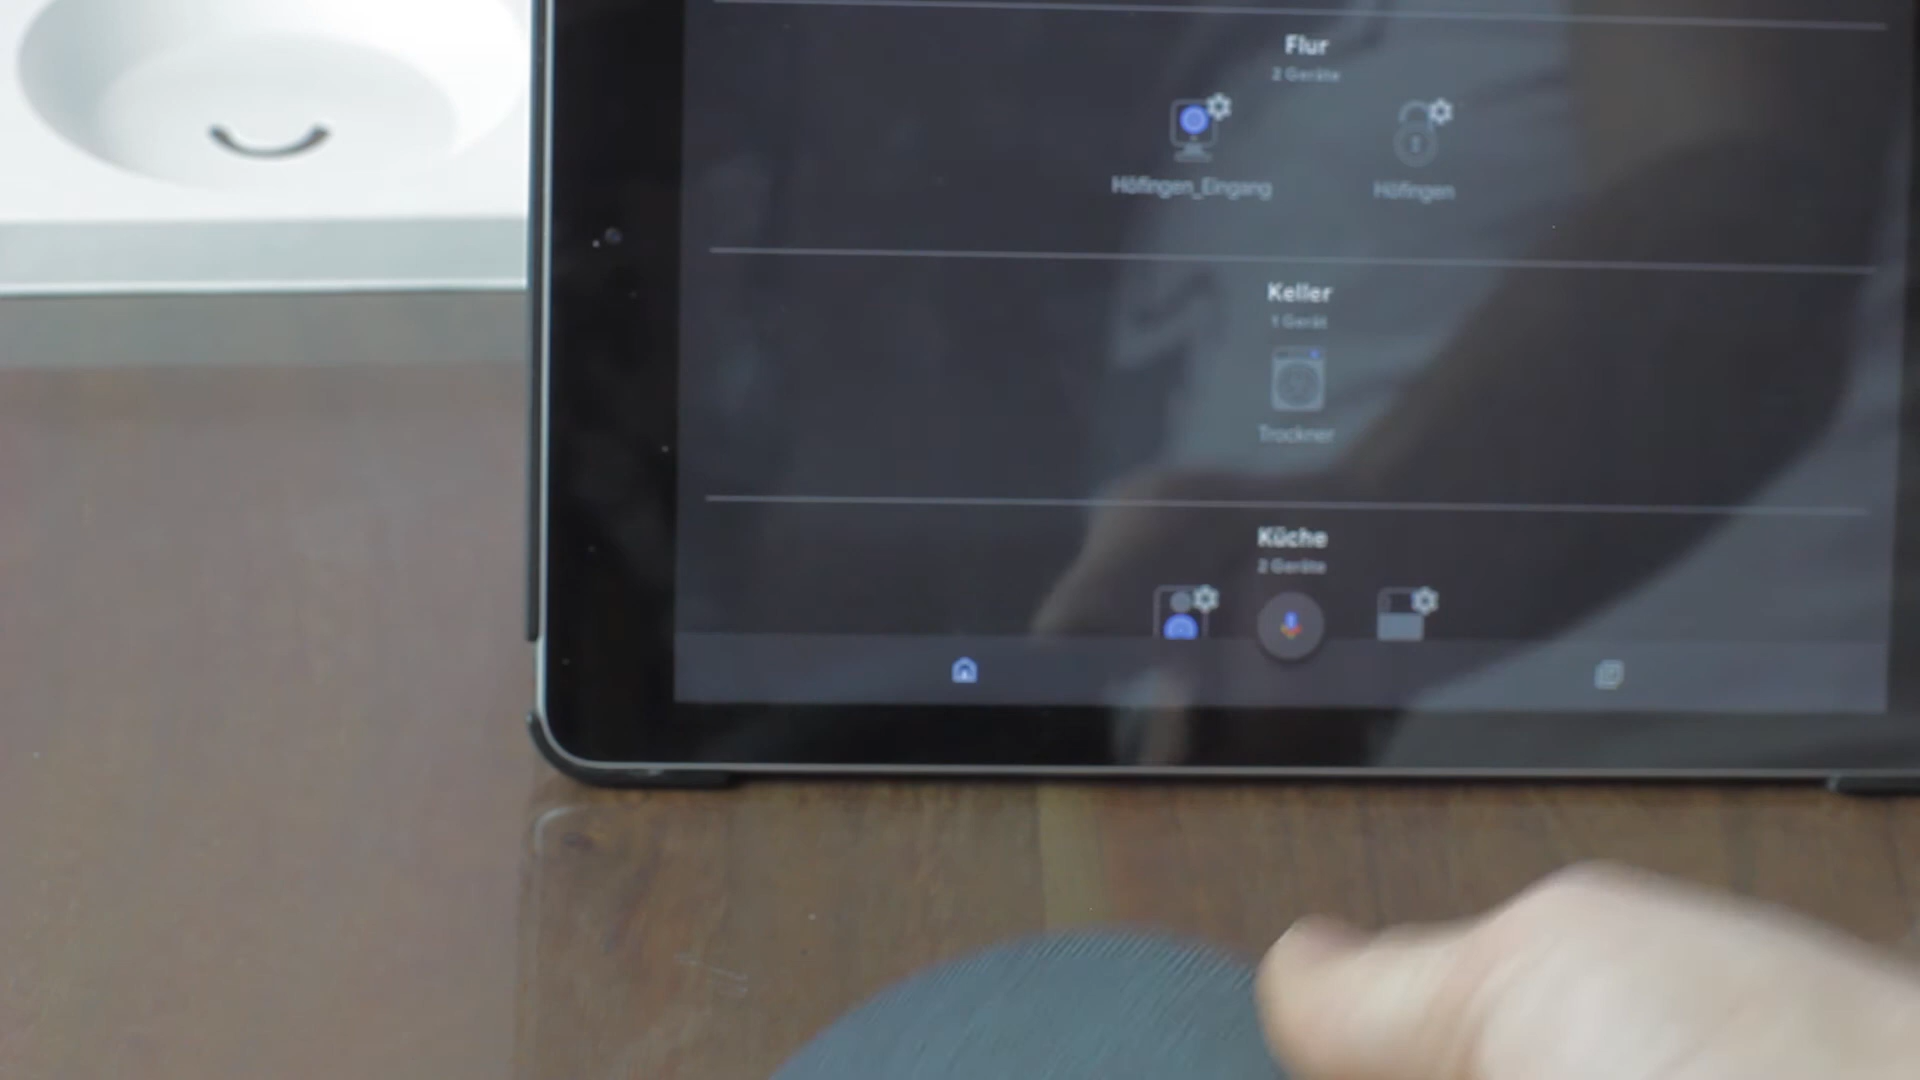 Flur
2 Geräte
Höfingen_Eingang
Höfingen
Keller
1 Gerät
Trockner
Küche
2 Geräte